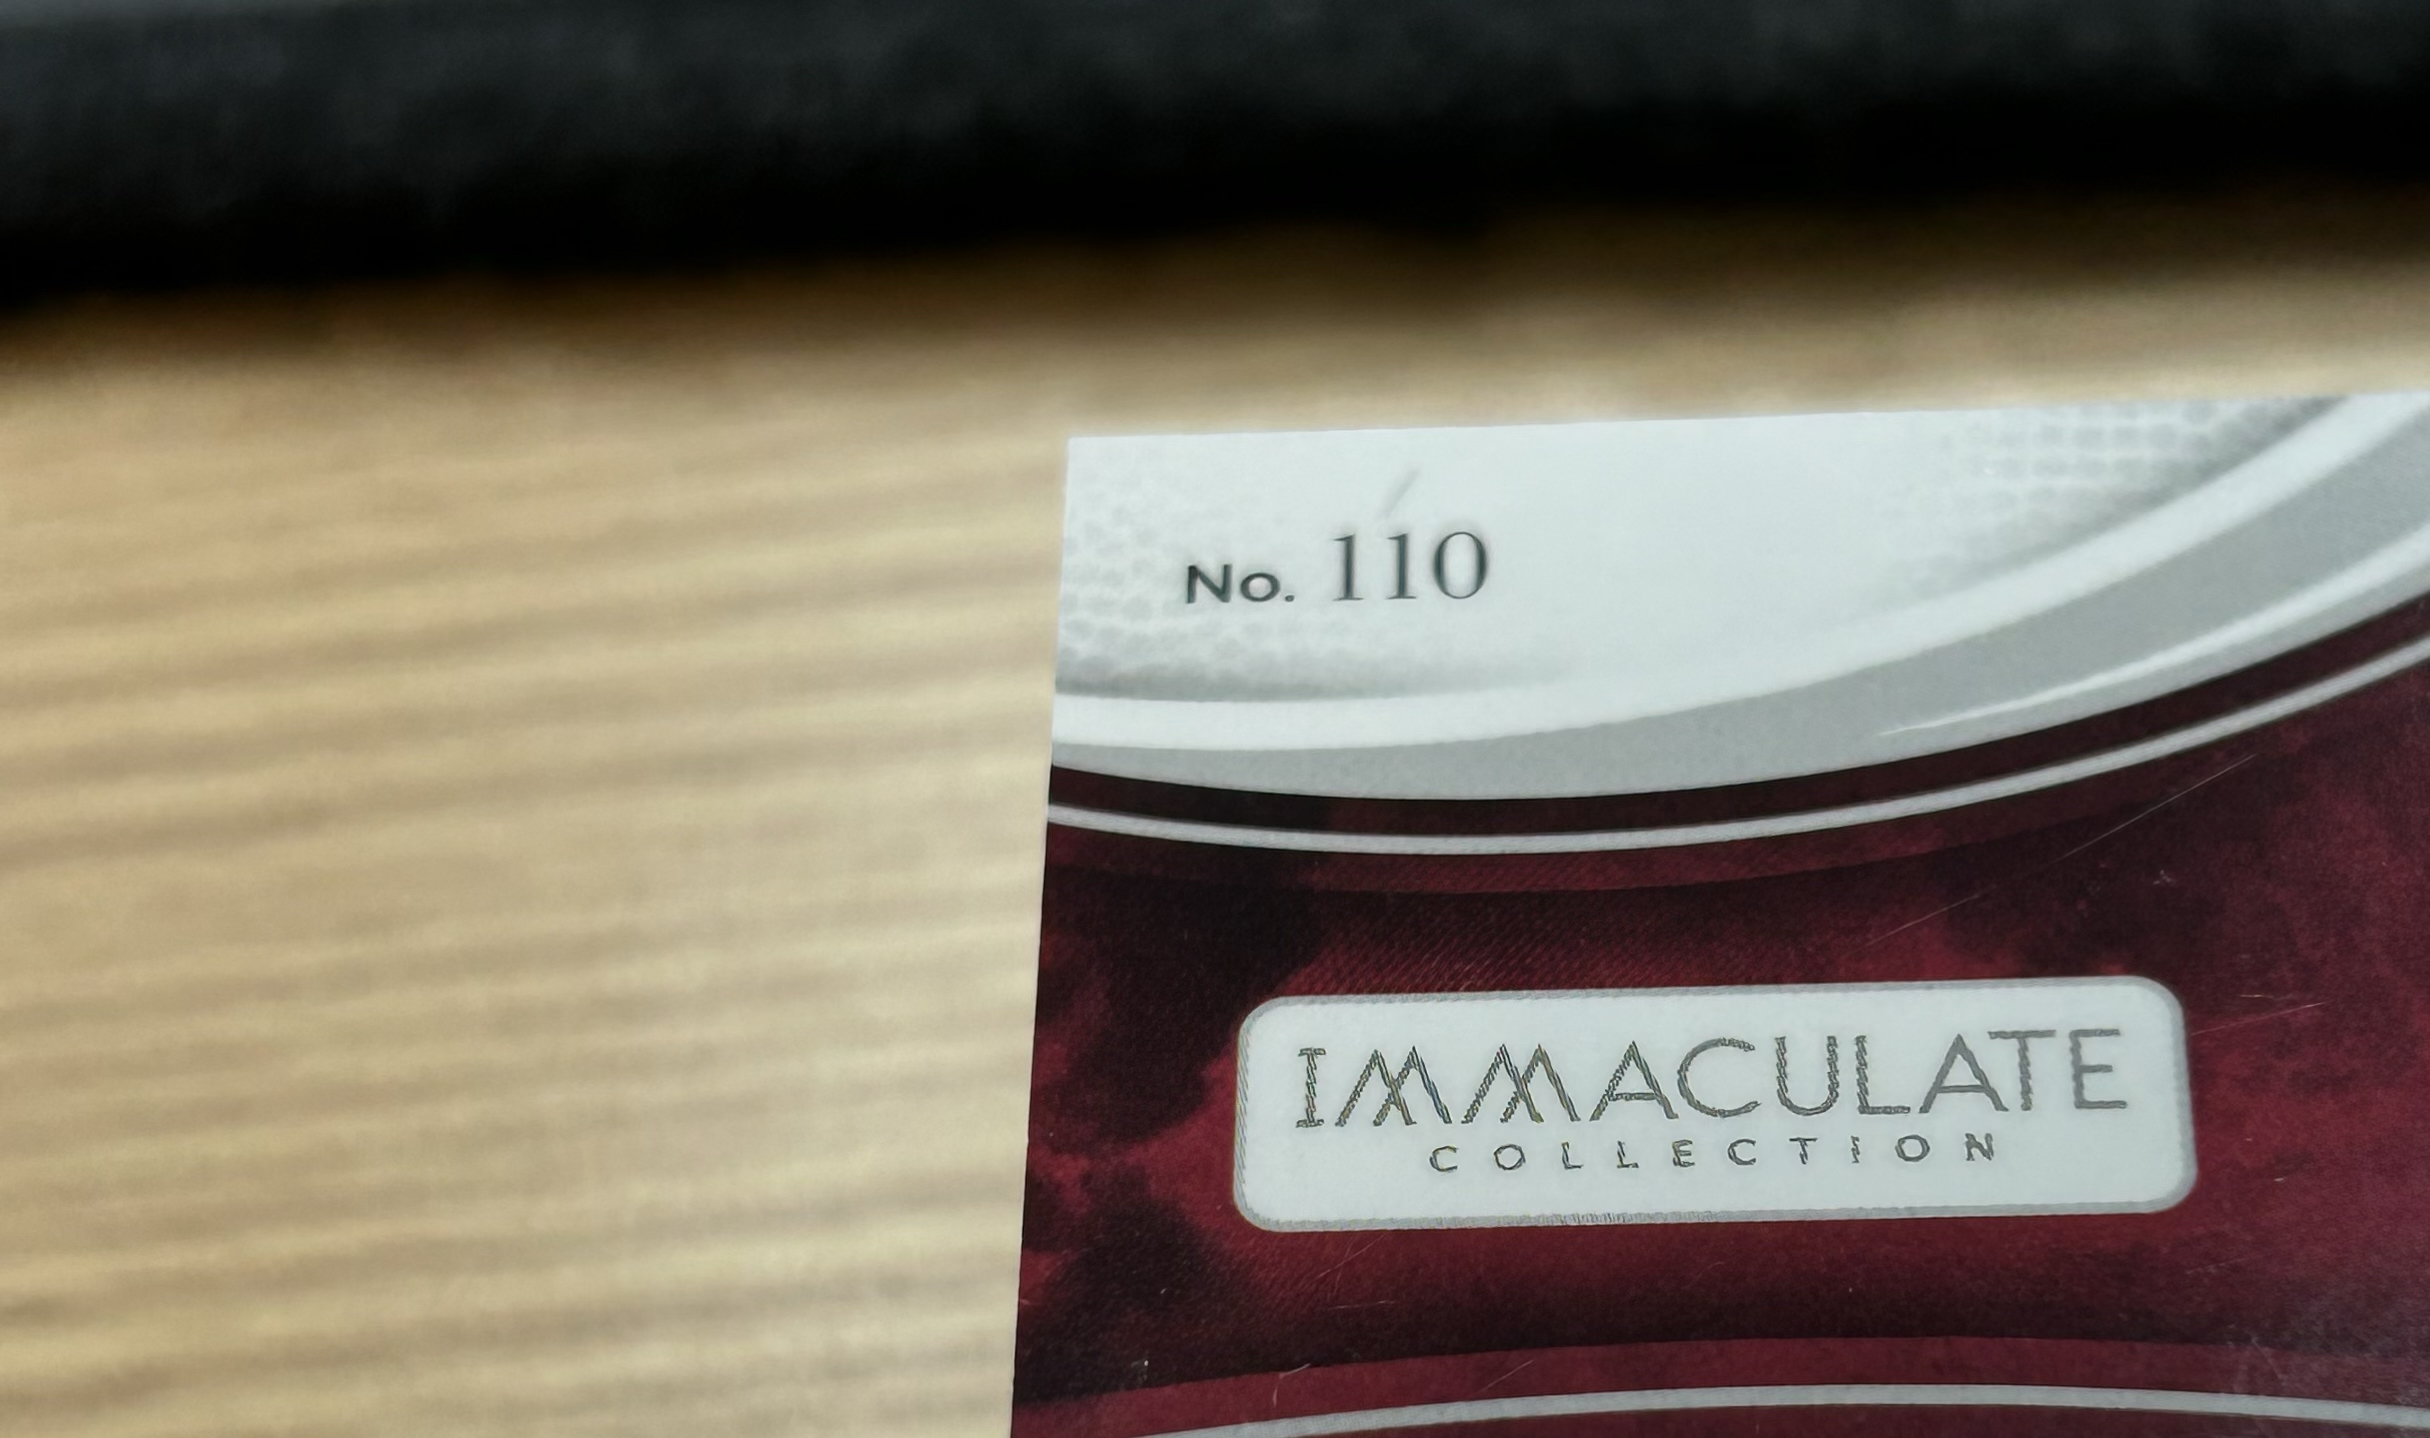 No. 110
IMMACULATE
COLLECTION